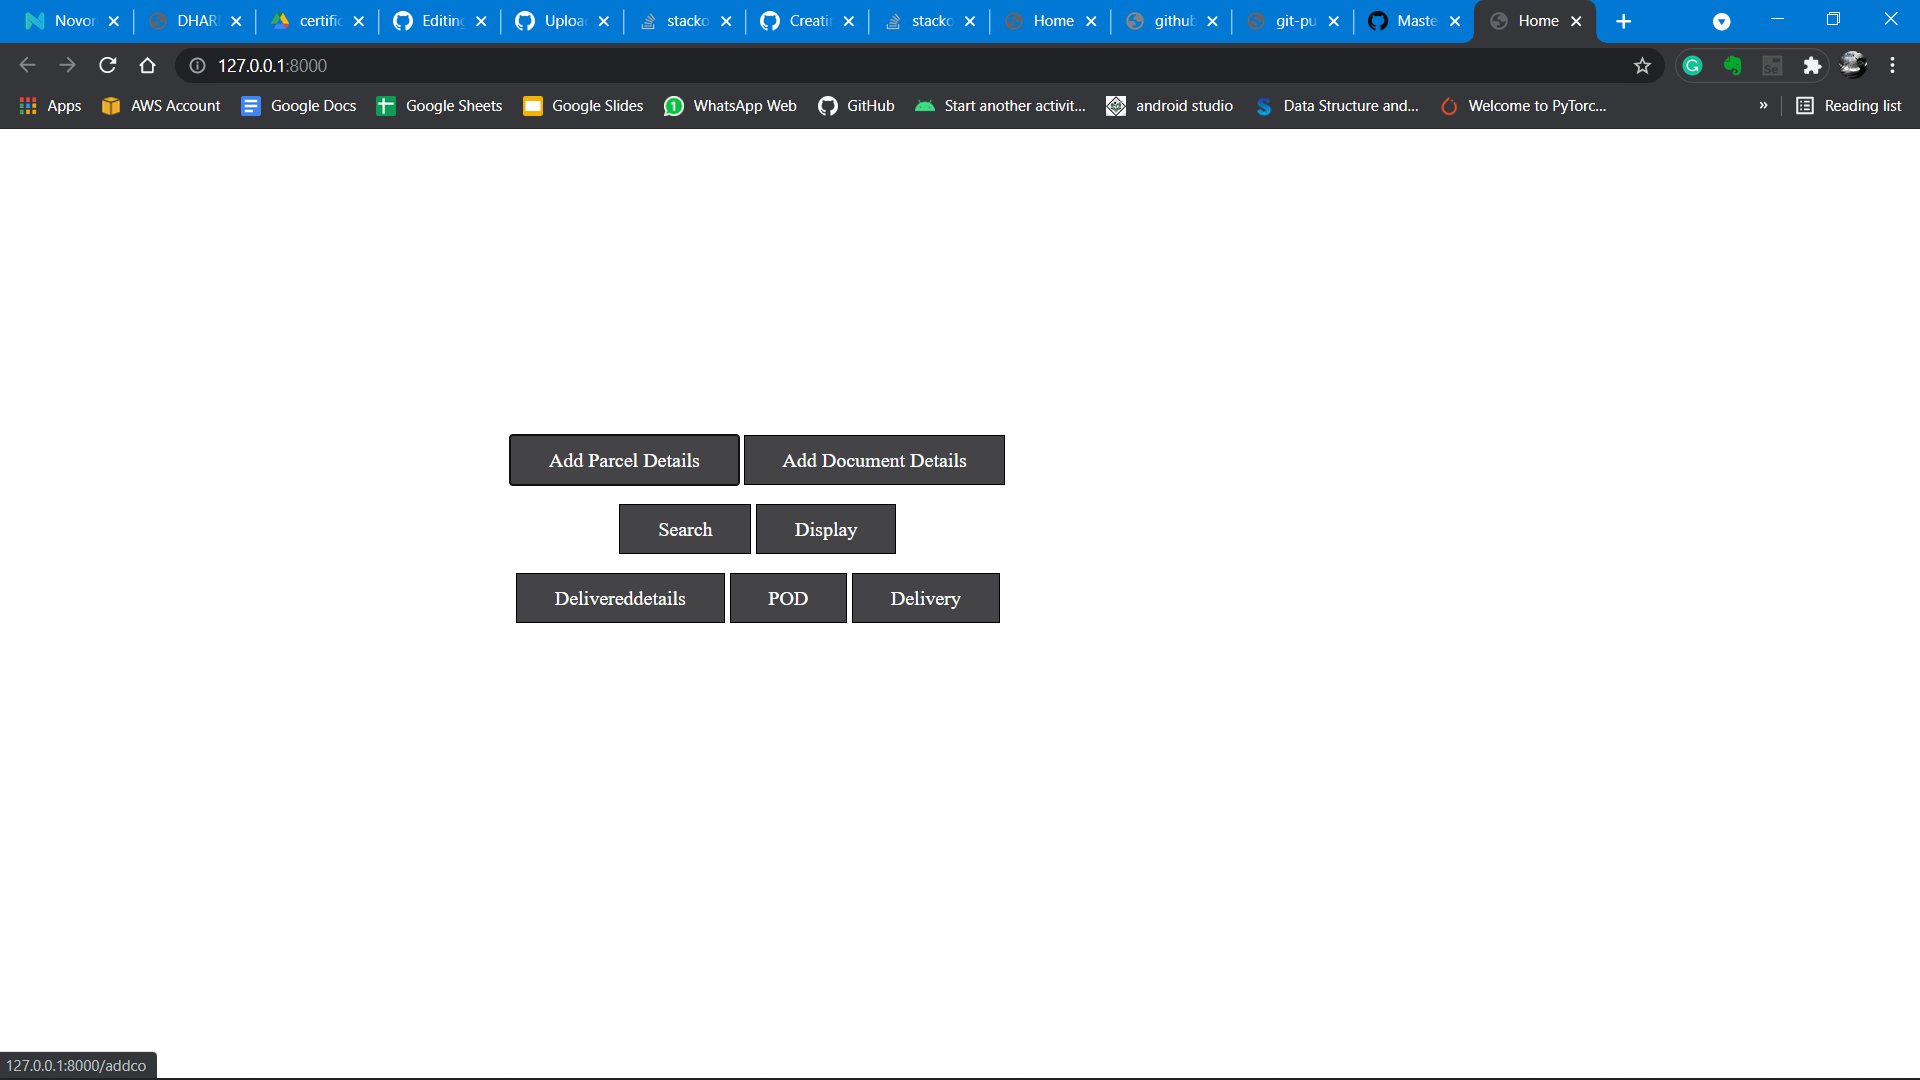 Novor DHARI certific Editing Uploa stacko Creatin stacko Home github git-pu Maste Home
127.0.0.1:8000
Apps AWS Account Google Docs Google Sheets Google Slides WhatsApp Web GitHub Start another activit... android studio Data Structure and... Welcome to PyTorc... » Reading list
Add Parcel Details Add Document Details
Search Display
Delivereddetails POD Delivery
127.0.0.1:8000/addco